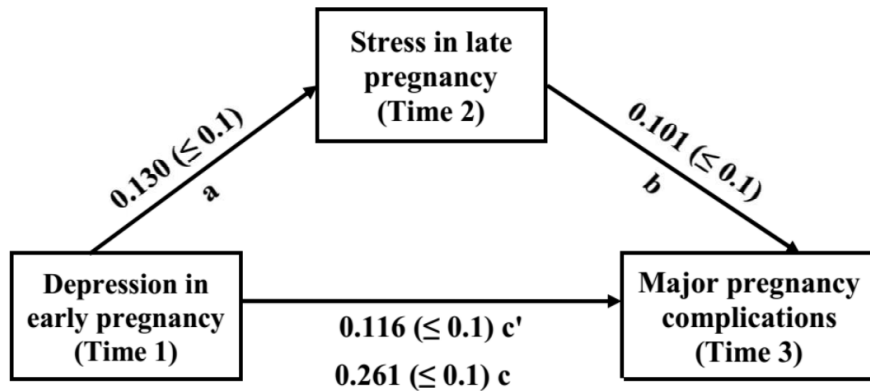 Stress in late
pregnancy
(Time 2)
0.130 (≤ 0.1)
a
0.101 (≤ 0.1)
b
Depression in
early pregnancy
(Time 1)
0.116 (≤ 0.1) c'
0.261 (≤ 0.1) c
Major pregnancy
complications
(Time 3)